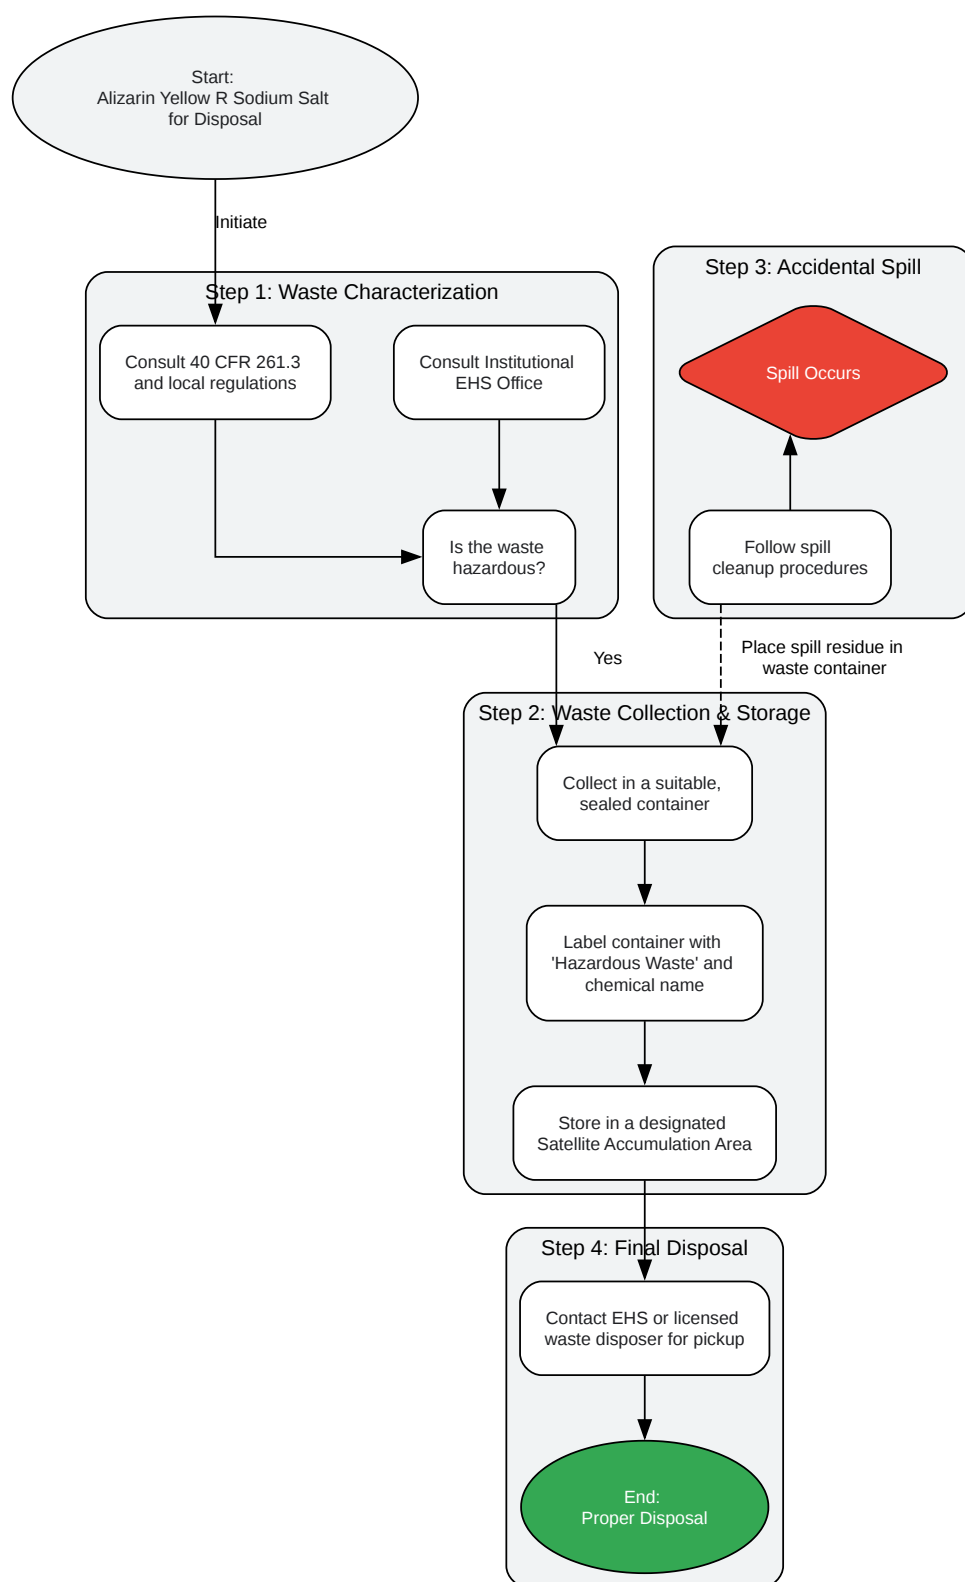 Start:
Alizarin Yellow R Sodium Salt
for Disposal
Initiate
Step 1: Waste Characterization
Consult 40 CFR 261.3
and local regulations
Consult Institutional
EHS Office
Is the waste
hazardous?
Step 3: Accidental Spill
Spill Occurs
Follow spill
cleanup procedures
Yes
Place spill residue in
waste container
Step 2: Waste Collection & Storage
Collect in a suitable,
sealed container
Label container with
'Hazardous Waste' and
chemical name
Store in a designated
Satellite Accumulation Area
Step 4: Final Disposal
Contact EHS or licensed
waste disposer for pickup
End:
Proper Disposal